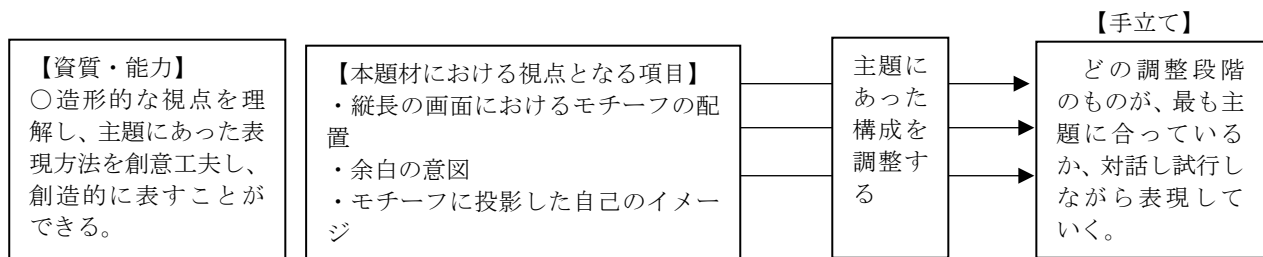 【資質・能力】
〇造形的な視点を理
解し、主題にあった表
現方法を創意工夫し、
創造的に表すことが
できる。
【本題材における視点となる項目】
・縦長の画面におけるモチーフの配
置
・余白の意図
・モチーフに投影した自己のイメー
ジ
主題に
あった
構成を
調整す
る
【手立て】
どの調整段階
のものが、最も主
題に合っている
か、対話し試行し
ながら表現して
いく。